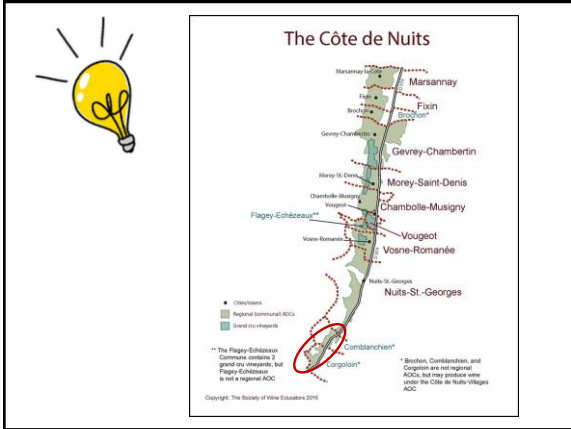 The Côte de Nuits
Marsannay-la-Côte
Marsannay
Fixin
Fixin
Brochon
Brochon*
Gevrey-Chambertin
Gevrey-Chambertin
Morey-St-Denis
Morey-Saint-Denis
Chambolle-Musigny
Chambolle-Musigny
Vougeot
Flagey-Echézeaux**
Vougeot
Vosne-Romanée
Vosne-Romanée
Nuits-St.-Georges
Nuits-St.-Georges
Cities/towns
Regional (communal) AOCs
Grand cru vineyards
Comblanchien*
Corgoloin*
** The Flagey-Echézeaux
Commune contains 2
grand cru vineyards, but
Flagey-Echézeaux
is not a regional AOC
* Brochon, Comblanchien, and
Corgoloin are not regional
AOCs, but may produce wine
under the Côte de Nuits-Villages
AOC
Copyright: The Society of Wine Educators 2016